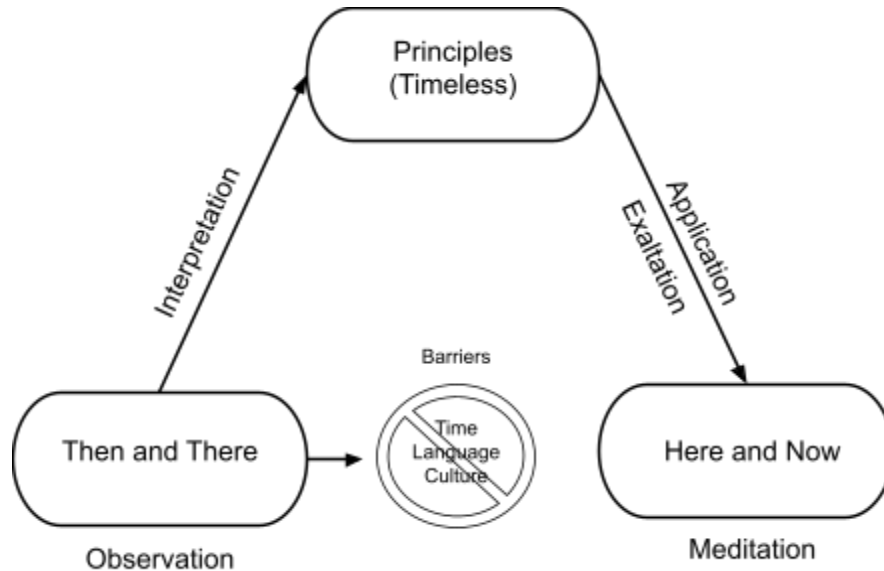 Principles
(Timeless)
Interpretation
Application
Exaltation
Barriers
Time
Language
Culture
Then and There
Here and Now
Observation
Meditation